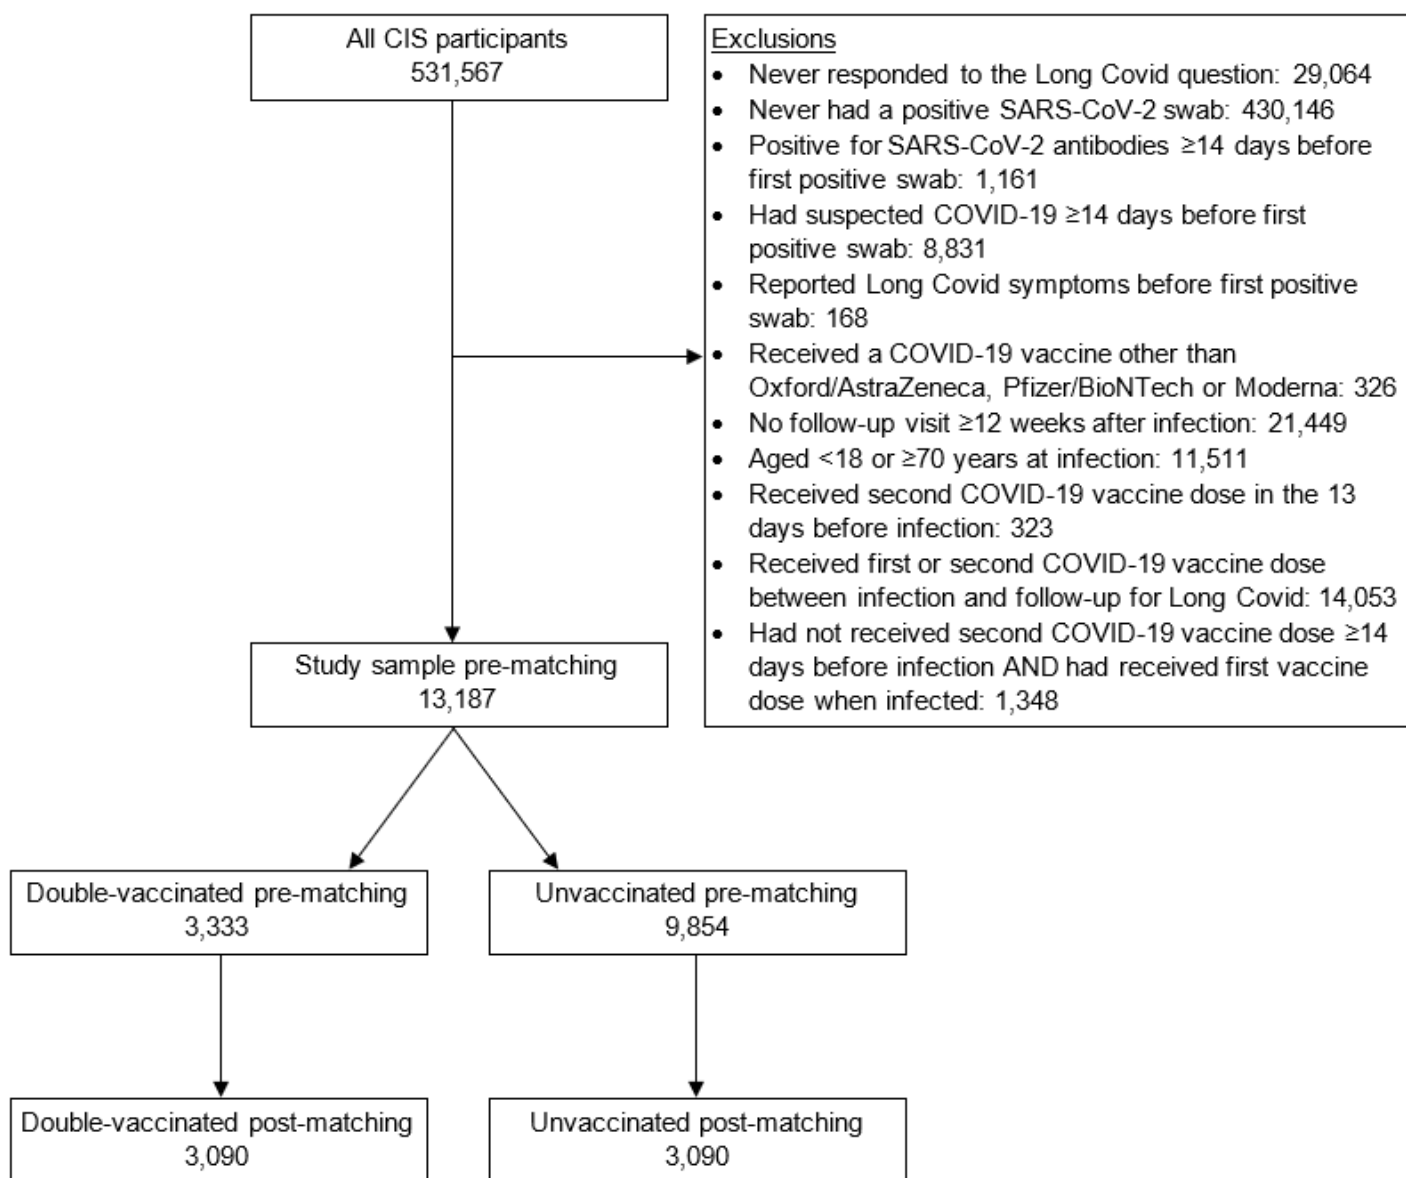 All CIS participants
531,567
Exclusions
• Never responded to the Long Covid question: 29,064
• Never had a positive SARS-CoV-2 swab: 430,146
• Positive for SARS-CoV-2 antibodies ≥14 days before
first positive swab: 1,161
• Had suspected COVID-19 ≥14 days before first
positive swab: 8,831
• Reported Long Covid symptoms before first positive
swab: 168
• Received a COVID-19 vaccine other than
Oxford/AstraZeneca, Pfizer/BioNTech or Moderna: 326
• No follow-up visit ≥12 weeks after infection: 21,449
• Aged <18 or ≥70 years at infection: 11,511
• Received second COVID-19 vaccine dose in the 13
days before infection: 323
• Received first or second COVID-19 vaccine dose
between infection and follow-up for Long Covid: 14,053
• Had not received second COVID-19 vaccine dose ≥14
days before infection AND had received first vaccine
dose when infected: 1,348
Study sample pre-matching
13,187
Double-vaccinated pre-matching
3,333
Unvaccinated pre-matching
9,854
Double-vaccinated post-matching
3,090
Unvaccinated post-matching
3,090